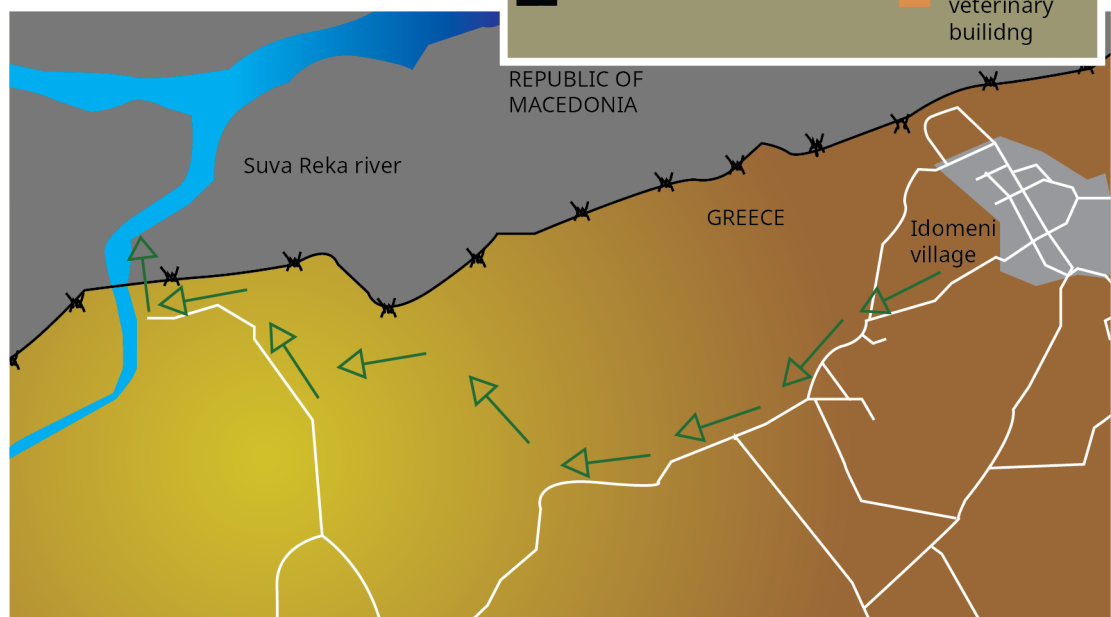 veterinary
builidng
REPUBLIC OF
MACEDONIA
Suva Reka river
GREECE
Idomeni
village